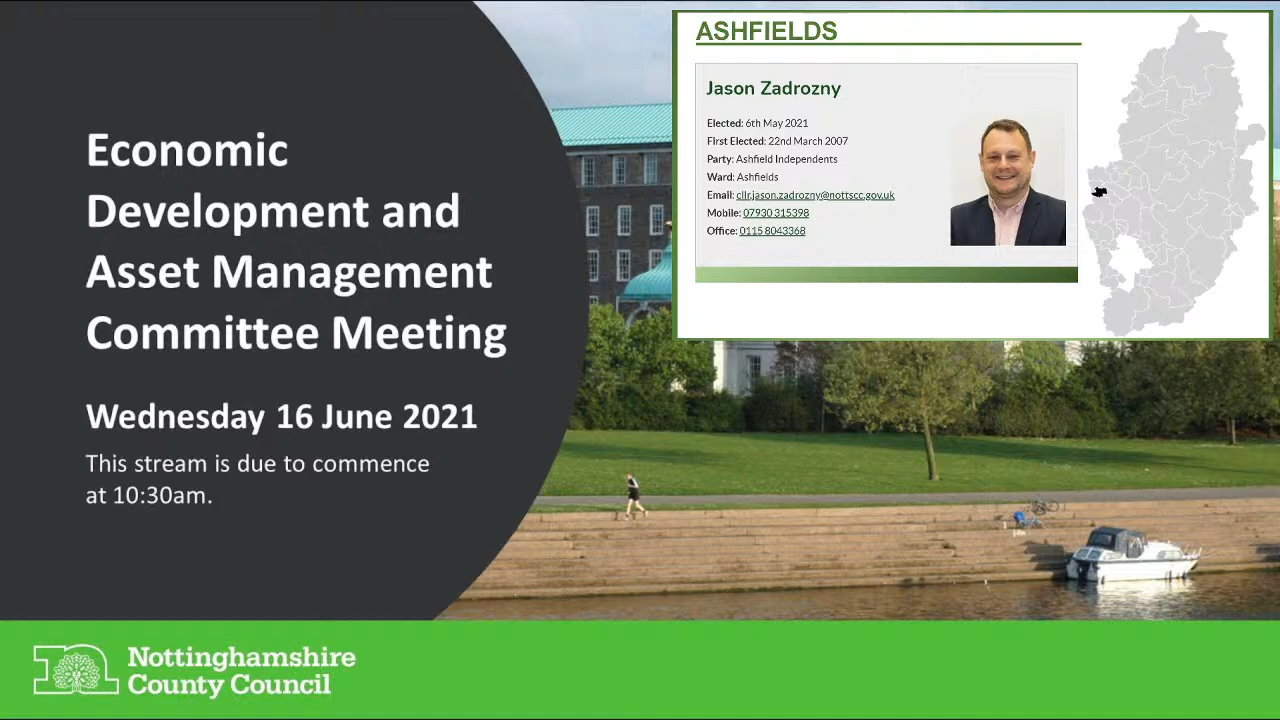 Economic
Development and
Asset Management
Committee Meeting
Wednesday 16 June 2021
This stream is due to commence
at 10:30am.
ASHFIELDS
Jason Zadrozny
Elected: 6th May 2021
First Elected: 22nd March 2007
Party: Ashfield Independents
Ward: Ashfields
Email: cllr.jason.zadrozny@nottscc.gov.uk
Mobile: 07930 315398
Office: 0115 8043368
Nottinghamshire
County Council